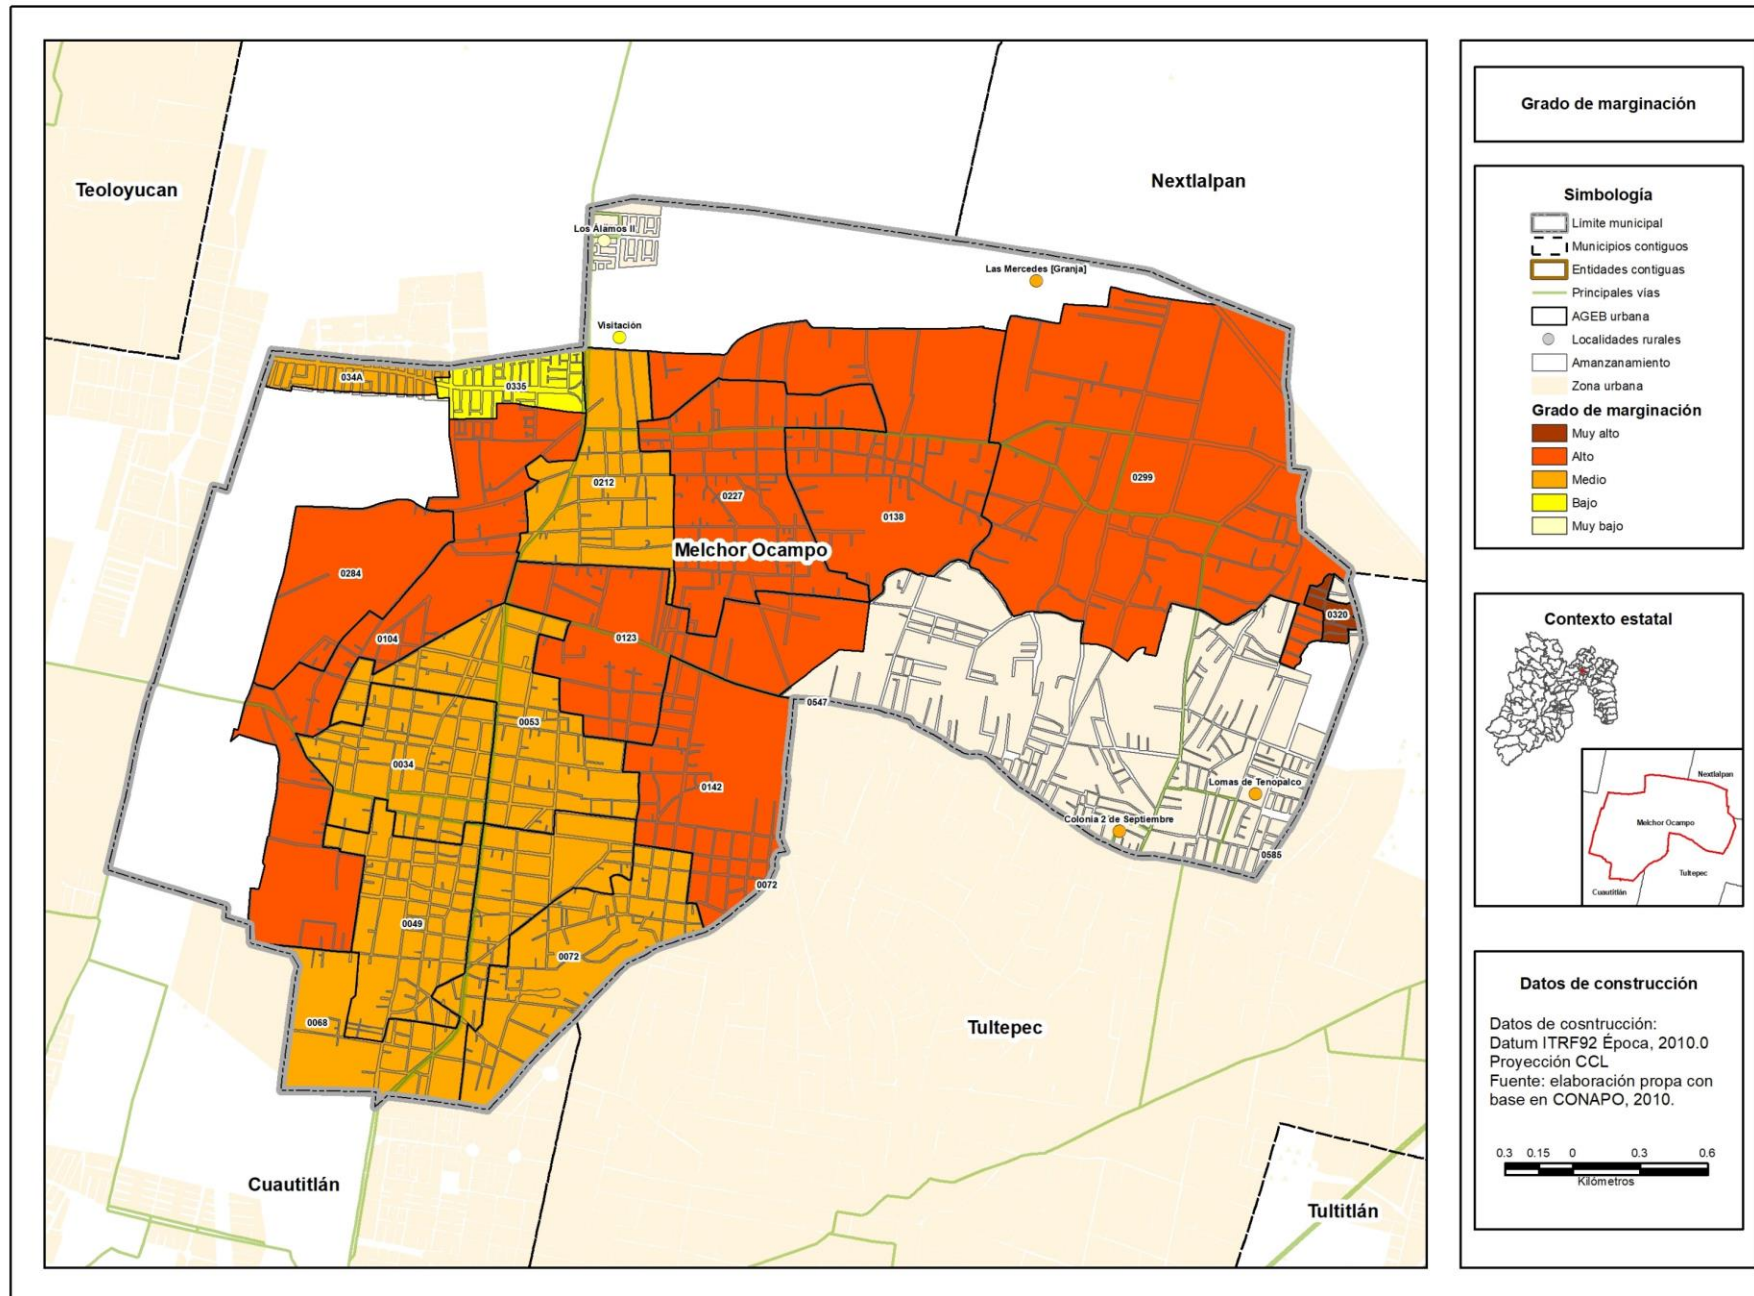 Teoloyucan
Nextlalpan
Los Álamos II
Las Mercedes [Granja]
Visitación
034A
0335
0212
0227
0299
0138
Melchor Ocampo
0284
0320
0104
0123
0547
0053
0034
0142
Lomas de Tenopalco
Colonia 2 de Septiembre
0585
0072
0049
0072
0068
Tultepec
Cuautitlán
Tultitlán
Grado de marginación
Simbología
Límite municipal
Municipios contiguos
Entidades contiguas
Principales vías
AGEB urbana
Localidades rurales
Amanzanamiento
Zona urbana
Grado de marginación
Muy alto
Alto
Medio
Bajo
Muy bajo
Contexto estatal
Nextlalpan
Melchor Ocampo
Tultepec
Cuautitlán
Datos de construcción
Datos de cosntrucción:
Datum ITRF92 Época, 2010.0
Proyección CCL
Fuente: elaboración propa con
base en CONAPO, 2010.
0.3 0.15 0 0.3 0.6
Kilómetros